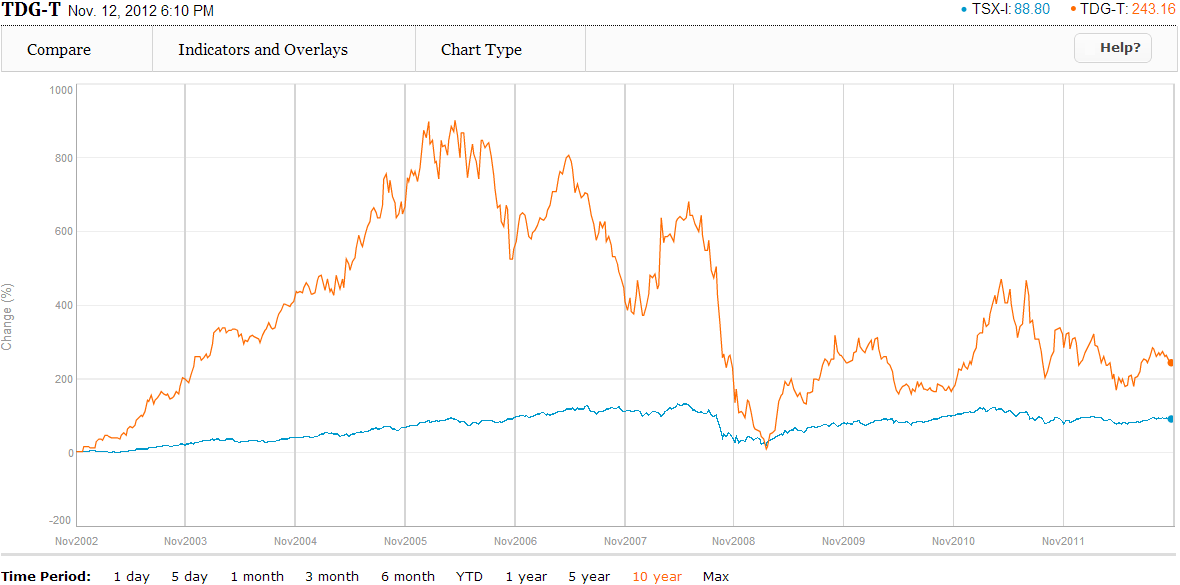 TDG-T Nov. 12, 2012 6:10 PM • TSX-I: 88.80 • TDG-T: 243.16
Compare Indicators and Overlays Chart Type Help?
1000
800
600
400
200
0
-200
Change (%)
Nov2002 Nov2003 Nov2004 Nov2005 Nov2006 Nov2007 Nov2008 Nov2009 Nov2010 Nov2011
Time Period: 1 day 5 day 1 month 3 month 6 month YTD 1 year 5 year 10 year Max